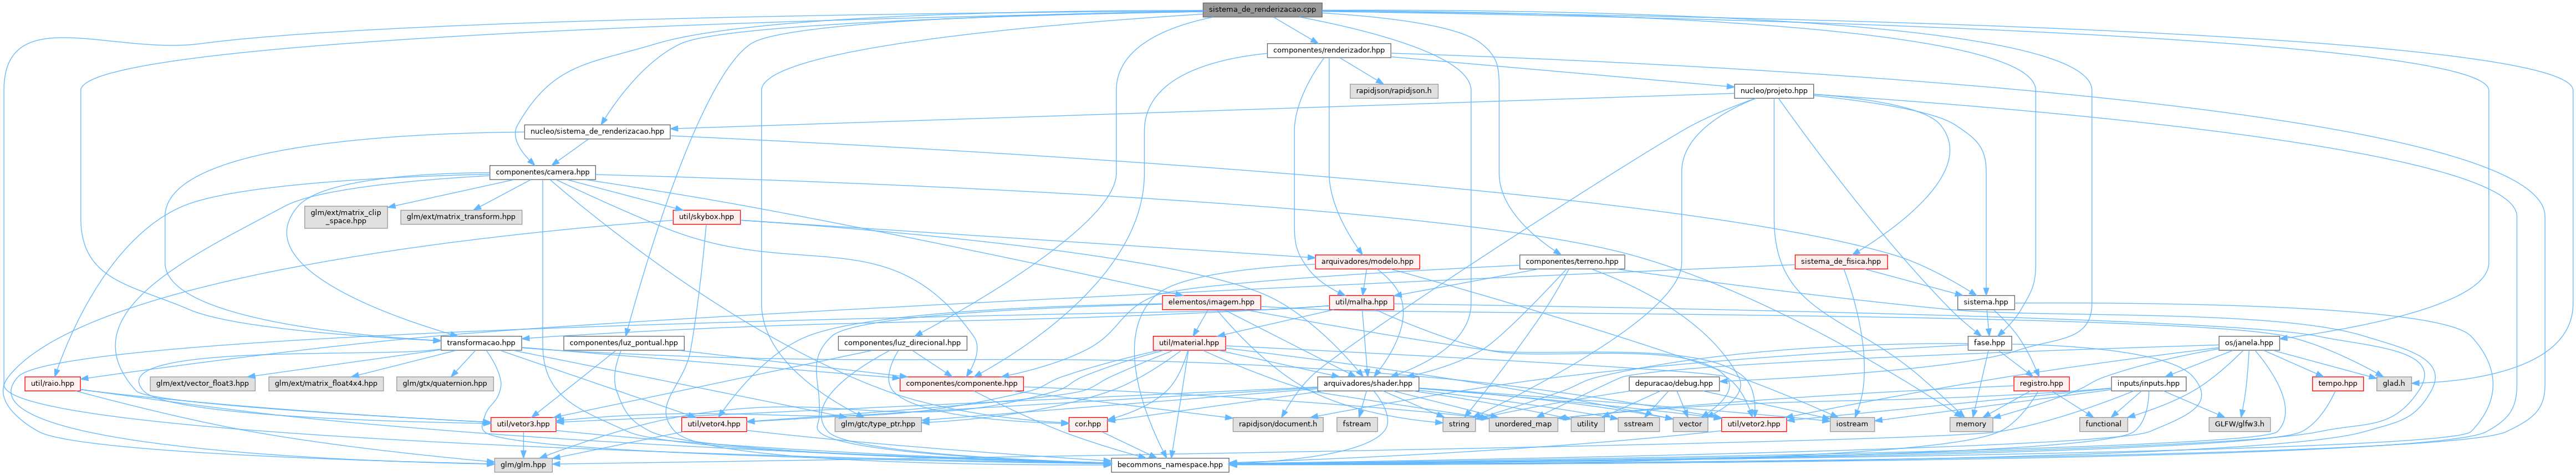 sistema_de_renderizacao.cpp
componentes/renderizador.hpp
rapidjson/rapidjson.h
nucleo/projeto.hpp
nucleo/sistema_de_renderizacao.hpp
componentes/camera.hpp
glm/ext/matrix_clip
_space.hpp
glm/ext/matrix_transform.hpp
util/skybox.hpp
arquivadores/modelo.hpp
componentes/terreno.hpp
sistema_de_fisica.hpp
elementos/imagem.hpp
util/malha.hpp
sistema.hpp
transformacao.hpp
componentes/luz_pontual.hpp
componentes/luz_direcional.hpp
util/material.hpp
fase.hpp
os/janela.hpp
util/raio.hpp
glm/ext/vector_float3.hpp
glm/ext/matrix_float4x4.hpp
glm/gtx/quaternion.hpp
componentes/componente.hpp
arquivadores/shader.hpp
depuracao/debug.hpp
registro.hpp
inputs/inputs.hpp
tempo.hpp
glad.h
util/vetor3.hpp
util/vetor4.hpp
glm/gtc/type_ptr.hpp
cor.hpp
rapidjson/document.h
fstream
string
unordered_map
utility
sstream
vector
util/vetor2.hpp
iostream
memory
functional
GLFW/glfw3.h
glm/glm.hpp
becommons_namespace.hpp